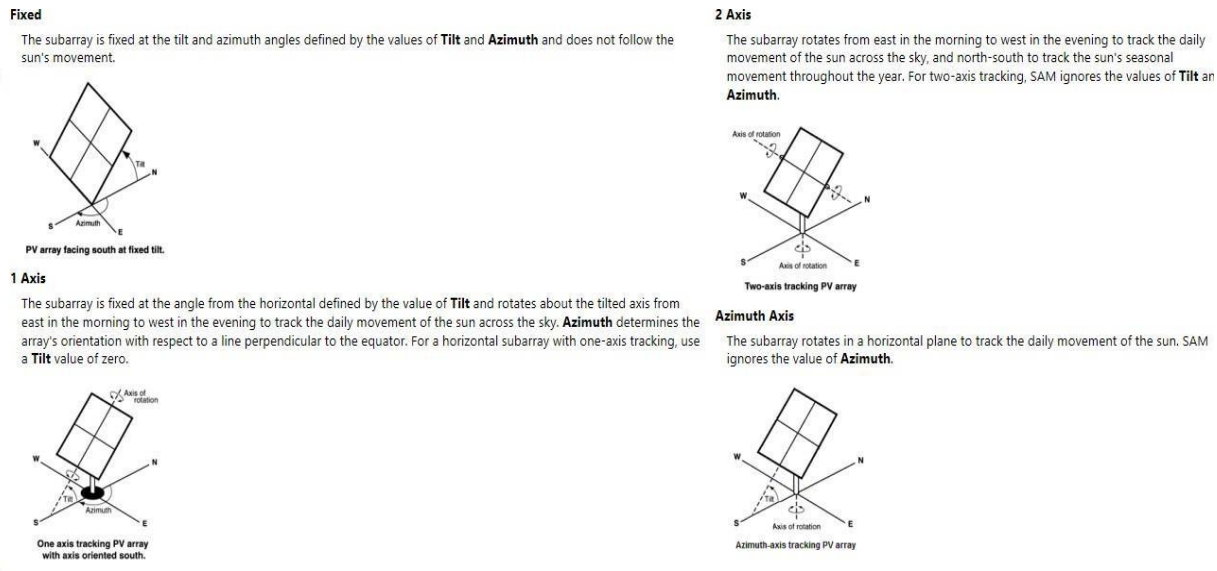 Fixed
The subarray is fixed at the tilt and azimuth angles defined by the values of Tilt and Azimuth and does not follow the
sun's movement.
W
Tilt
N
S
Azimuth
E
PV array facing south at fixed tilt.
1 Axis
The subarray is fixed at the angle from the horizontal defined by the value of Tilt and rotates about the tilted axis from
east in the morning to west in the evening to track the daily movement of the sun across the sky. Azimuth determines the
array's orientation with respect to a line perpendicular to the equator. For a horizontal subarray with one-axis tracking, use
a Tilt value of zero.
Axis of
rotation
W
N
Tilt
Azimuth
S
E
One axis tracking PV array
with axis oriented south.
2 Axis
The subarray rotates from east in the morning to west in the evening to track the daily
movement of the sun across the sky, and north-south to track the sun's seasonal
movement throughout the year. For two-axis tracking, SAM ignores the values of Tilt an
Azimuth.
Axis of rotation
W
N
S
Axis of rotation
E
Two-axis tracking PV array
Azimuth Axis
The subarray rotates in a horizontal plane to track the daily movement of the sun. SAM
ignores the value of Azimuth.
W
N
Tilt
S
Axis of rotation
E
Azimuth-axis tracking PV array